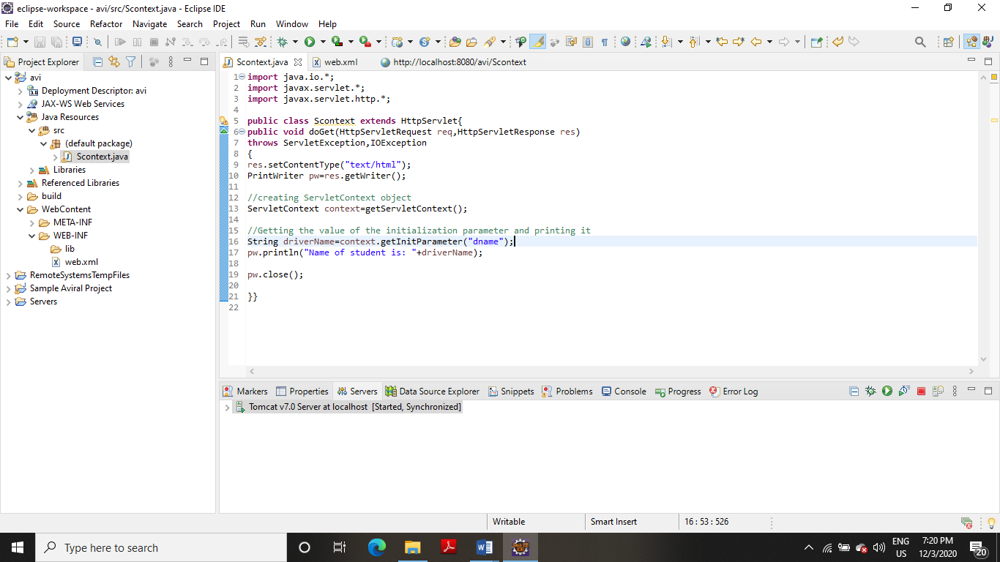 eclipse-workspace - avi/src/Scontext.java - Eclipse IDE
File Edit Source Refactor Navigate Search Project Run Window Help
Project Explorer
avi
Deployment Descriptor: avi
JAX-WS Web Services
Java Resources
src
(default package)
Scontext.java
Libraries
Referenced Libraries
build
WebContent
META-INF
WEB-INF
lib
web.xml
RemoteSystemsTempFiles
Sample Aviral Project
Servers
Scontext.java web.xml http://localhost:8080/avi/Scontext
1 import java.io.*;
2 import javax.servlet.*;
3 import javax.servlet.http.*;
4
5 public class Scontext extends HttpServlet{
6 public void doGet(HttpServletRequest req,HttpServletResponse res)
7 throws ServletException,IOException
8 {
9 res.setContentType("text/html");
10 PrintWriter pw=res.getWriter();
11
12 //creating ServletContext object
13 ServletContext context=getServletContext();
14
15 //Getting the value of the initialization parameter and printing it
16 String driverName=context.getInitParameter("dname");
17 pw.println("Name of student is: "+driverName);
18
19 pw.close();
20
21 }}
22
Markers Properties Servers Data Source Explorer Snippets Problems Console Progress Error Log
Tomcat v7.0 Server at localhost [Started, Synchronized]
Writable Smart Insert 16 : 53 : 526
Type here to search
ENG
US
7:20 PM
12/3/2020
20